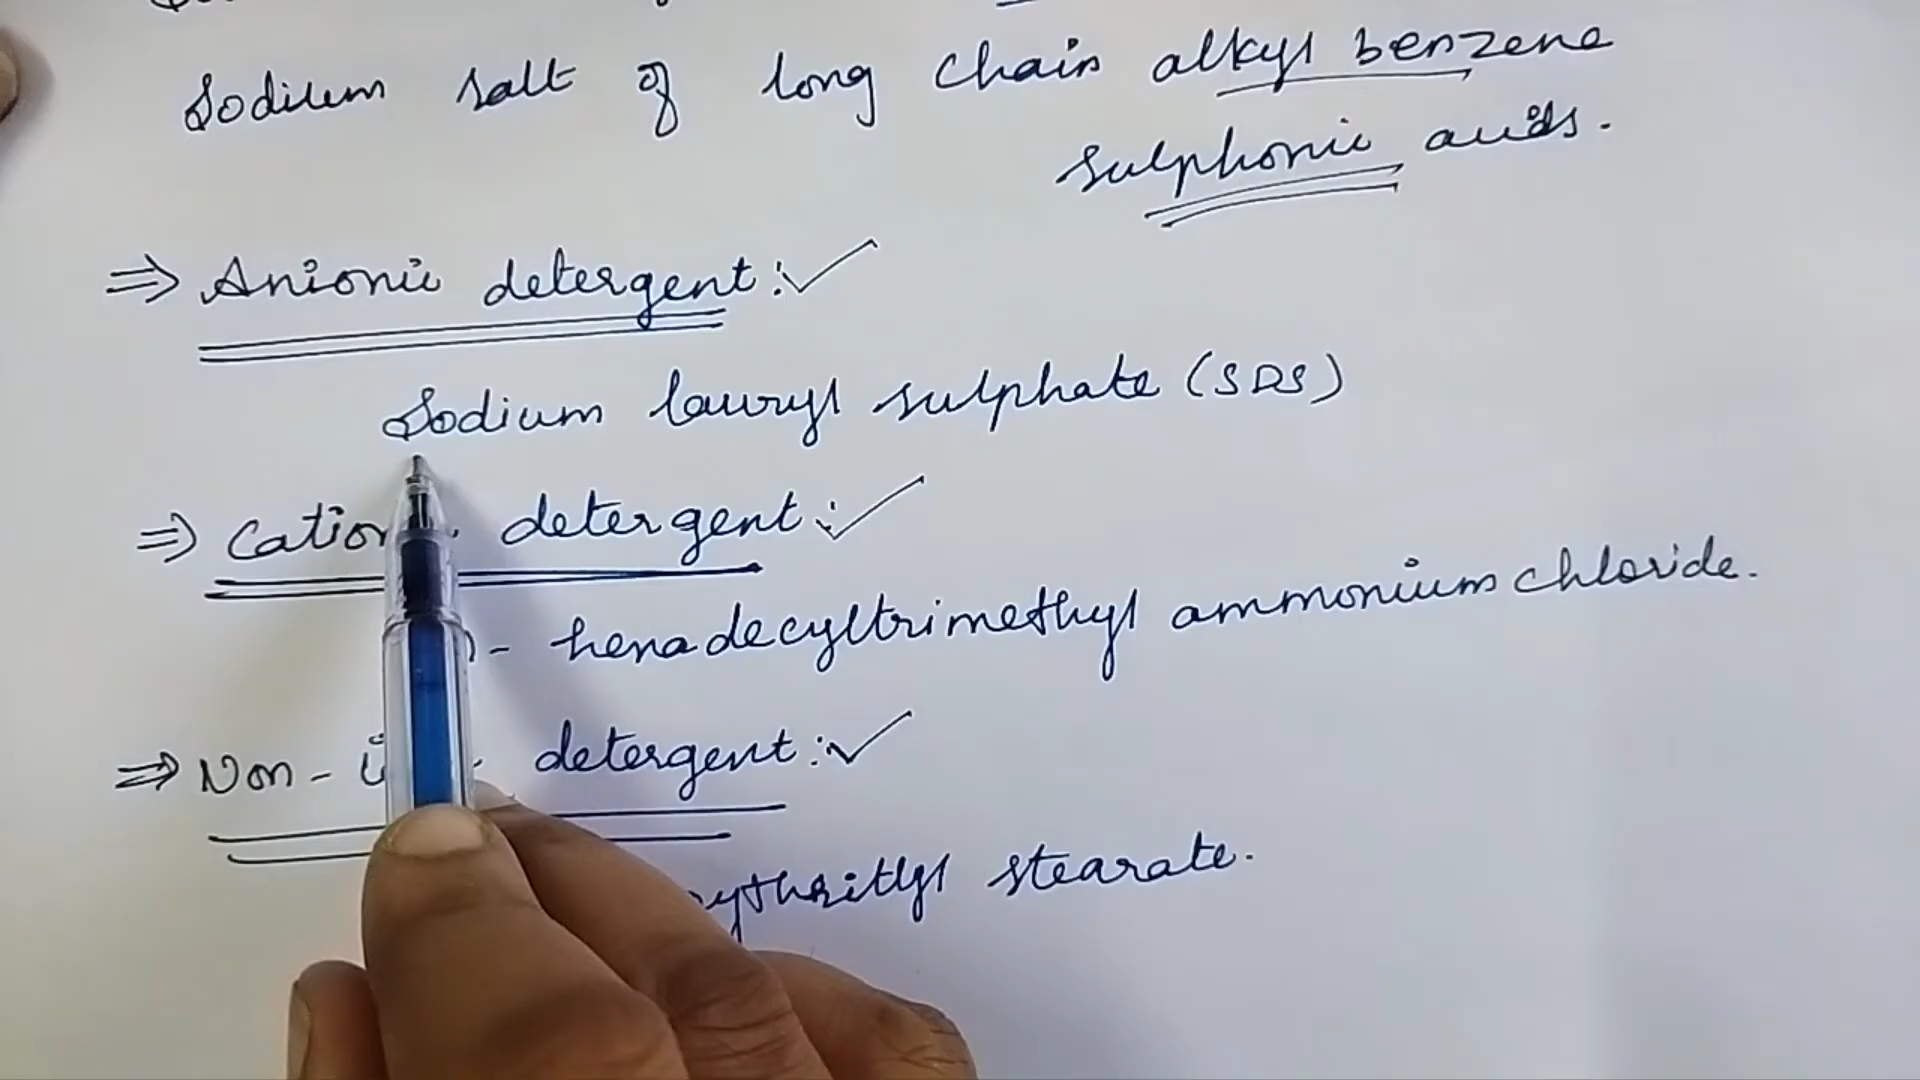 Sodium salt of long chain alkyl benzene
sulphonic acids.
⇒ Anionic detergent:✓
Sodium lauryl sulphate (SDS)
⇒ detergent:✓
- hexadecyltrimethyl ammonium chloride.
⇒ Non - detergent:✓
stearate.